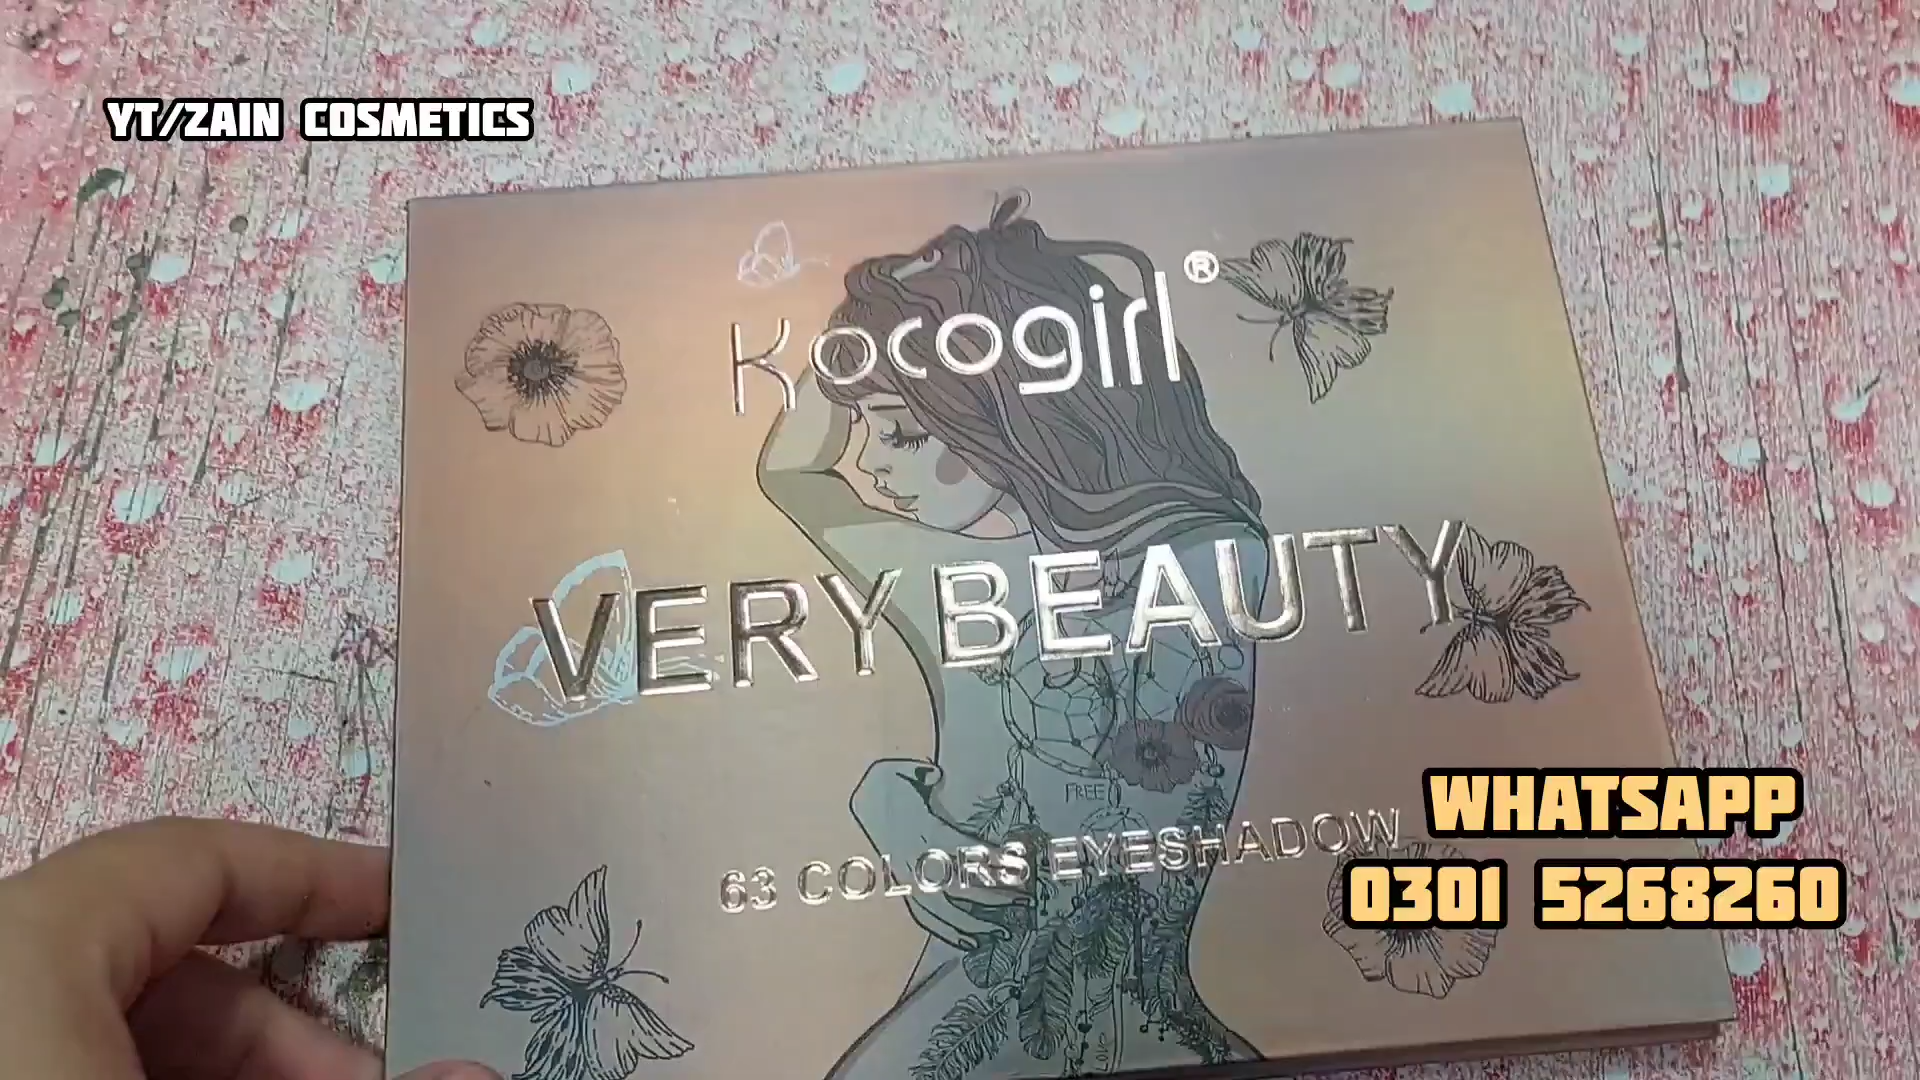 YT/ZAIN COSMETICS
Kocogirl®
VERY BEAUTY
FREE
63 COLORS EYESHADOW
WHATSAPP
0301 5268260